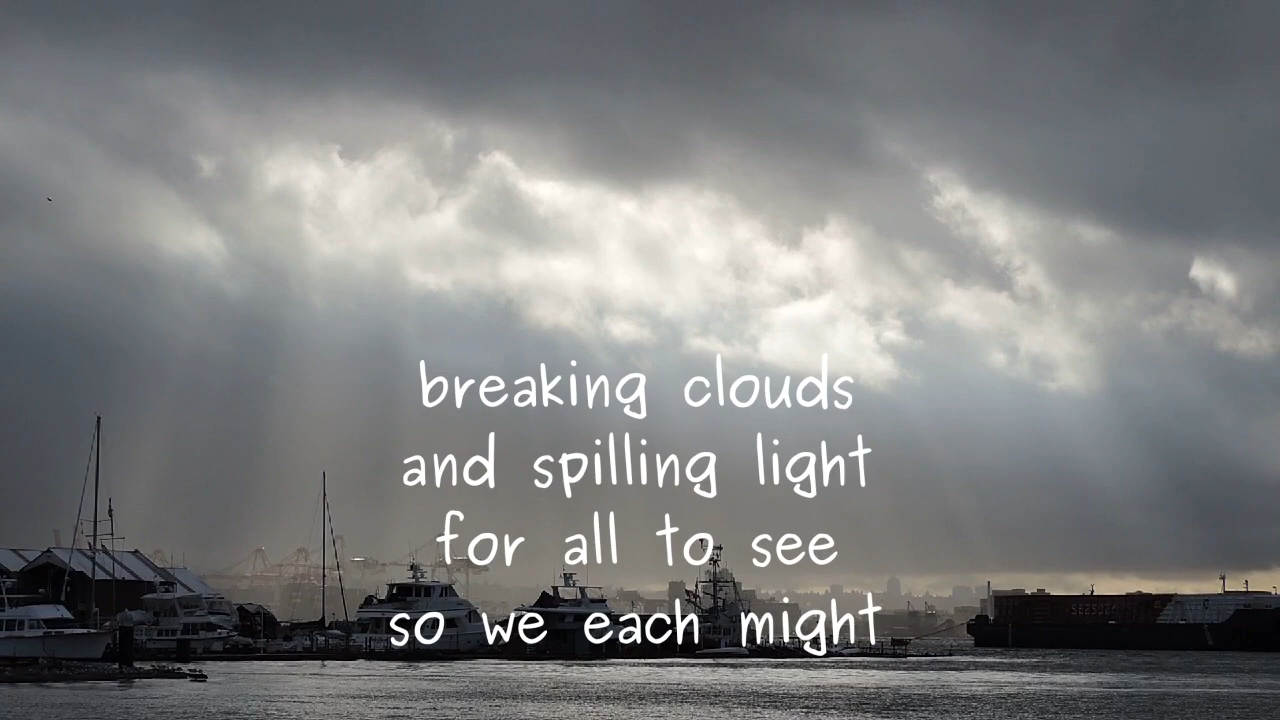 breaking clouds
and spilling light
for all to see
so we each might